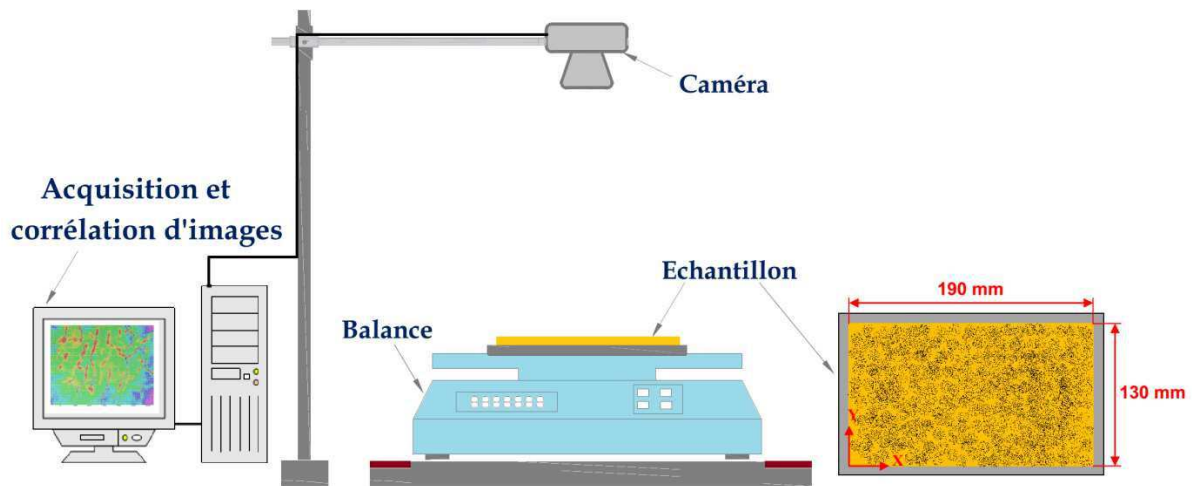 Caméra
Acquisition et
corrélation d'images
Echantillon
Balance
190 mm
130 mm
Y
X